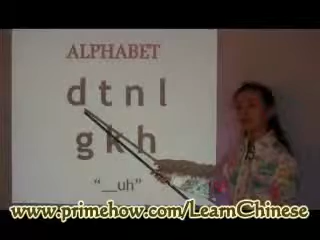 ALPHABET
d t n l
g k h
“__uh”
www.primehow.com/LearnChinese